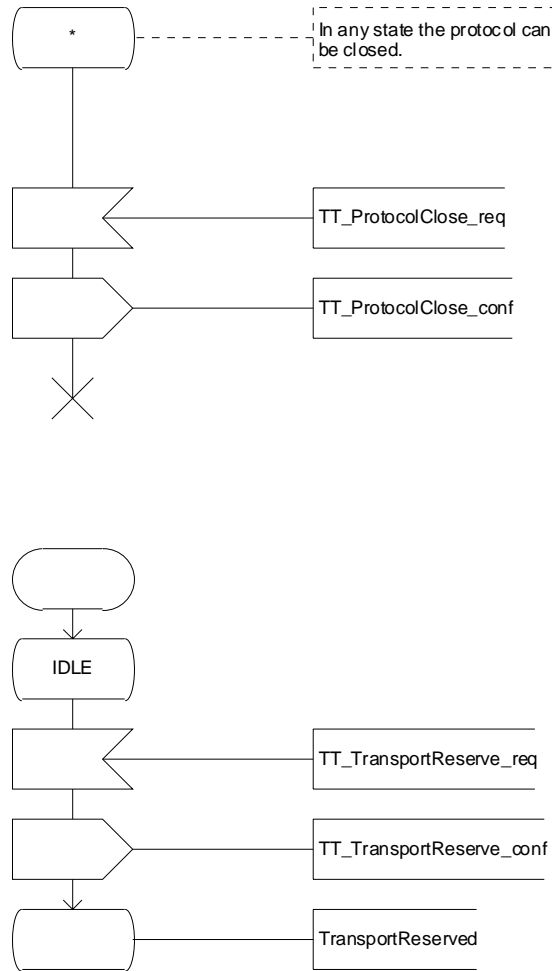 *
In any state the protocol can
be closed.
TT_ProtocolClose_req
TT_ProtocolClose_conf
IDLE
TT_TransportReserve_req
TT_TransportReserve_conf
TransportReserved